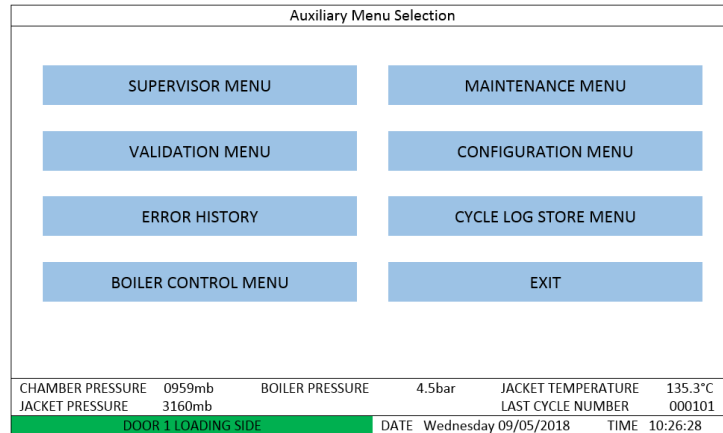 Auxiliary Menu Selection
SUPERVISOR MENU
MAINTENANCE MENU
VALIDATION MENU
CONFIGURATION MENU
ERROR HISTORY
CYCLE LOG STORE MENU
BOILER CONTROL MENU
EXIT
CHAMBER PRESSURE 0959mb BOILER PRESSURE 4.5bar JACKET TEMPERATURE 135.3°C
JACKET PRESSURE 3160mb LAST CYCLE NUMBER 000101
DOOR 1 LOADING SIDE DATE Wednesday 09/05/2018 TIME 10:26:28